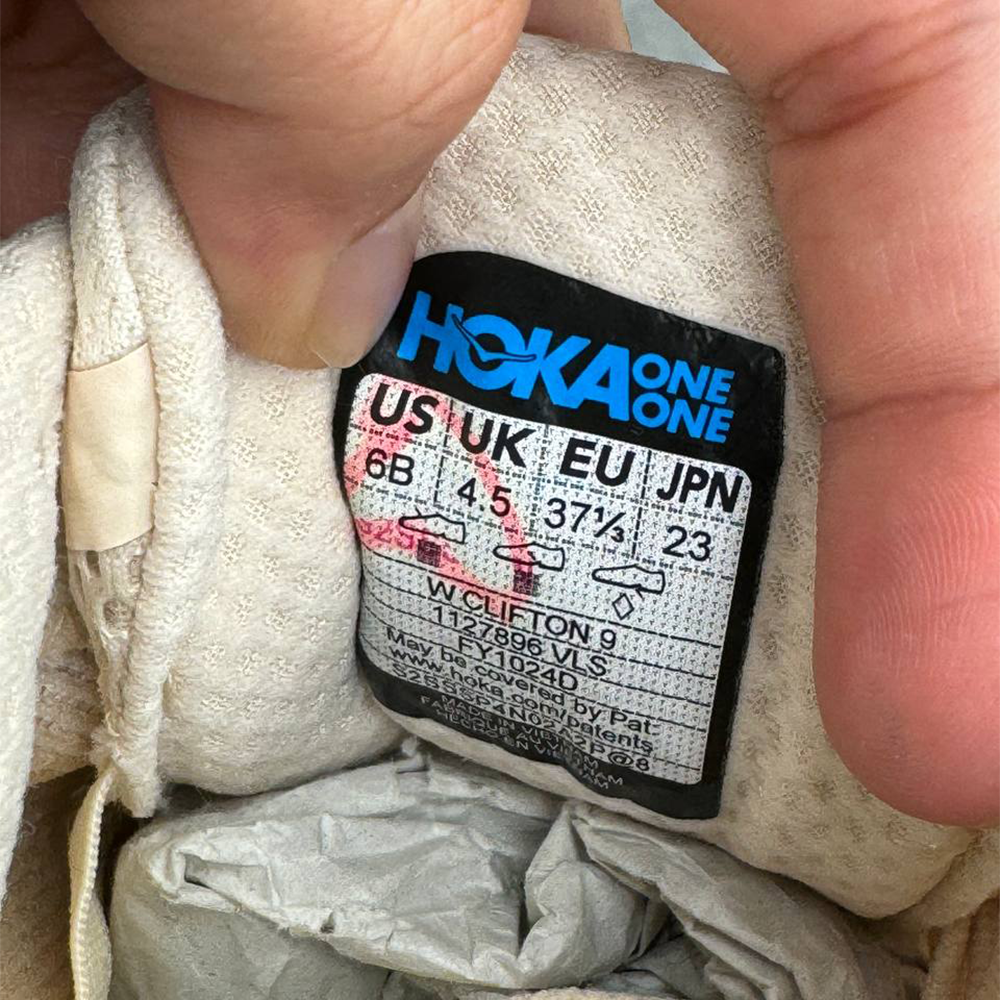 HOKA ONE ONE
US UK EU JPN
6B 4.5 37⅓ 23
W CLIFTON 9
1127896 VLS
FY1024D
May be covered by Pat.
www.hoka.com/patents
MADE IN VIETNAM